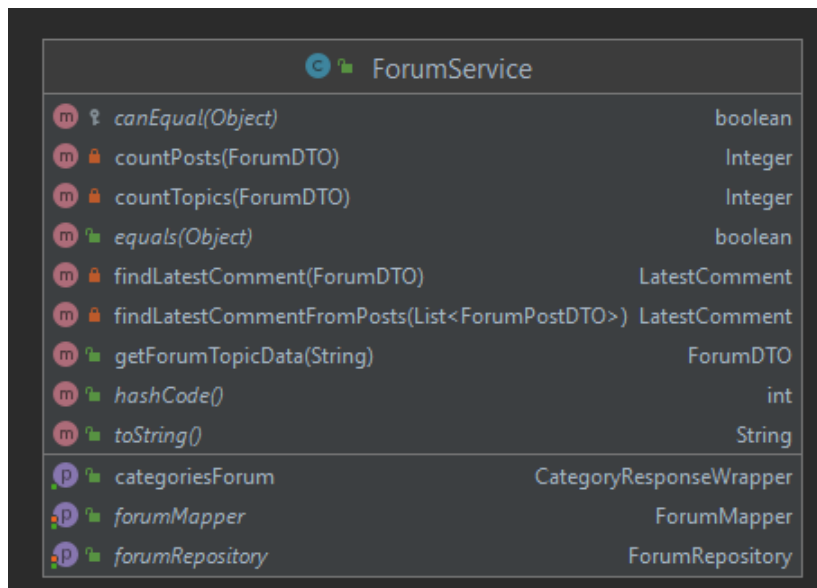 ForumService
canEqual(Object) boolean
countPosts(ForumDTO) Integer
countTopics(ForumDTO) Integer
equals(Object) boolean
findLatestComment(ForumDTO) LatestComment
findLatestCommentFromPosts(List<ForumPostDTO>) LatestComment
getForumTopicData(String) ForumDTO
hashCode() int
toString() String
categoriesForum CategoryResponseWrapper
forumMapper ForumMapper
forumRepository ForumRepository